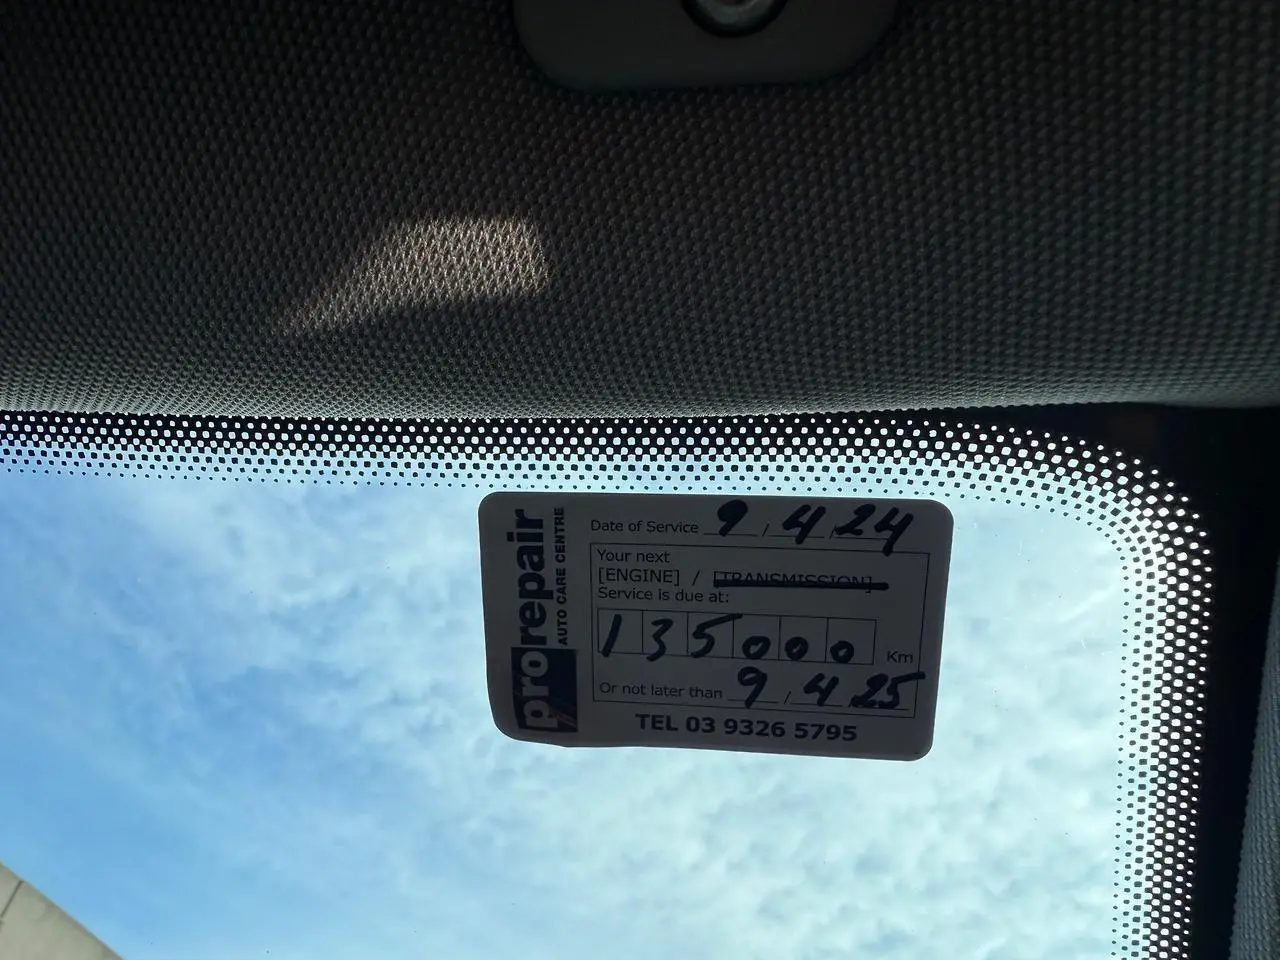 prorepair
AUTO CARE CENTRE
Date of Service 9 / 4 / 24
Your next
[ENGINE] / [TRANSMISSION]
Service is due at:
135000 Km
Or not later than 9 / 4 / 25
TEL 03 9326 5795